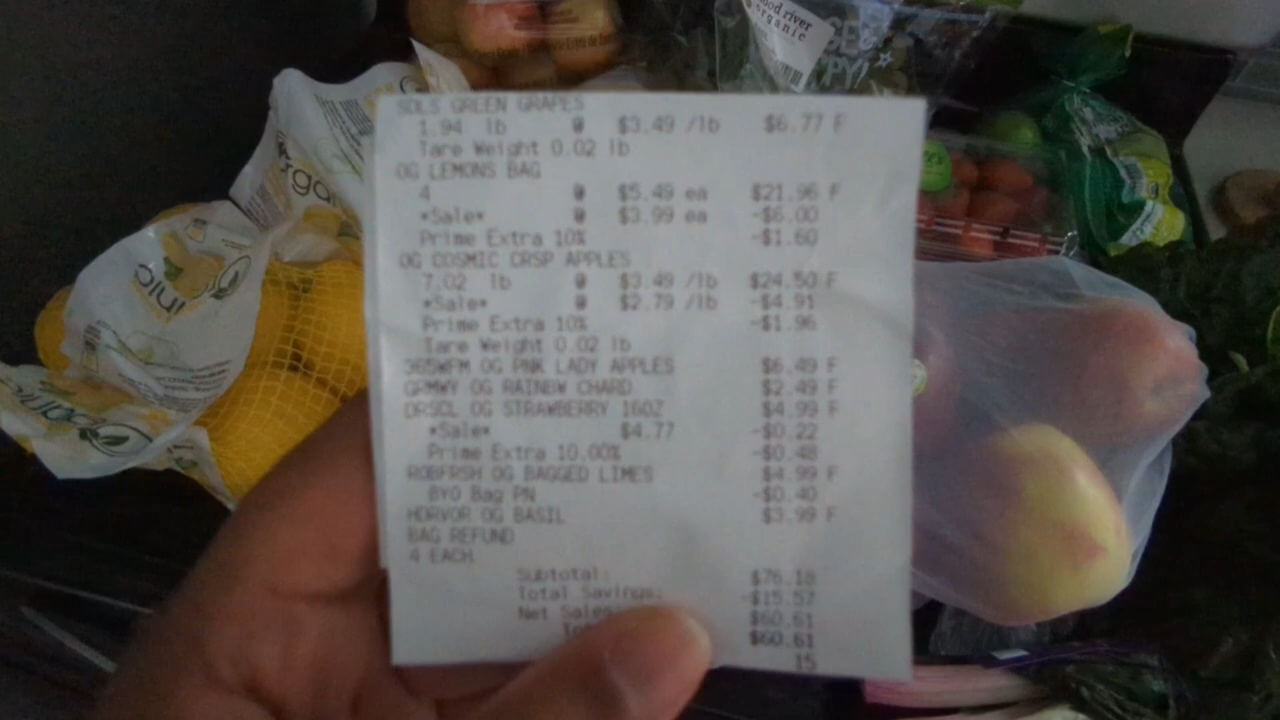 SDLS GREEN GRAPES
1.94 lb @ $3.49 /lb $6.77 F
Tare Weight 0.02 lb
OG LEMONS BAG
4 @ $5.49 ea $21.96 F
*Sale* @ $3.99 ea -$6.00
Prime Extra 10% -$1.60
OG COSMIC CRSP APPLES
7.02 lb @ $3.49 /lb $24.50 F
*Sale* @ $2.79 /lb -$4.91
Prime Extra 10% -$1.96
Tare Weight 0.02 lb
365WFM OG PNK LADY APPLES $6.49 F
GRMWY OG RAINBW CHARD $2.49 F
DRSCL OG STRAWBERRY 16OZ $4.99 F
*Sale* $4.77 -$0.22
Prime Extra 10.00% -$0.48
ROBFRSH OG BAGGED LIMES $4.99 F
BYO Bag PN -$0.40
HDRVOR OG BASIL $3.99 F
BAG REFUND
4 EACH
Subtotal: $76.18
Total Savings: -$15.57
Net Sales $60.61
$60.61
15
organic